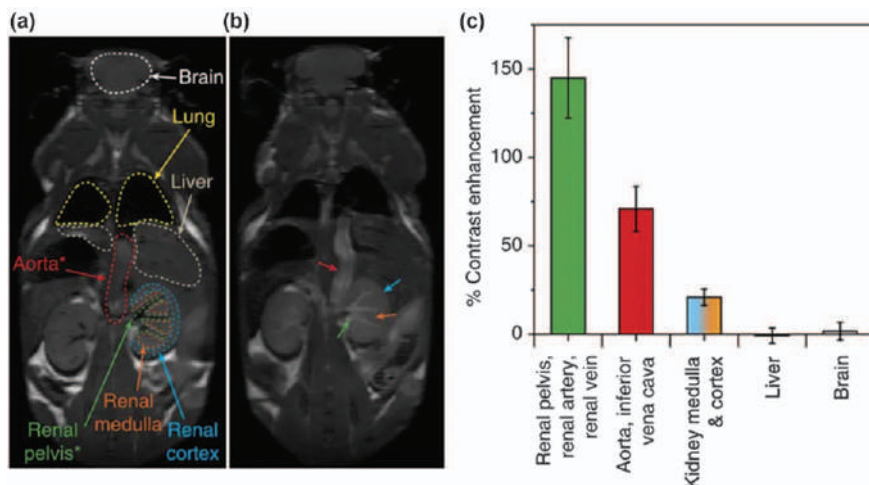 (a)
Brain
Lung
Liver
Aorta*
Renal
medulla
Renal
pelvis*
Renal
cortex
(b)
(c)
% Contrast enhancement
150
100
50
0
Renal pelvis,
renal artery,
renal vein
Aorta, inferior
vena cava
Kidney medulla
& cortex
Liver
Brain